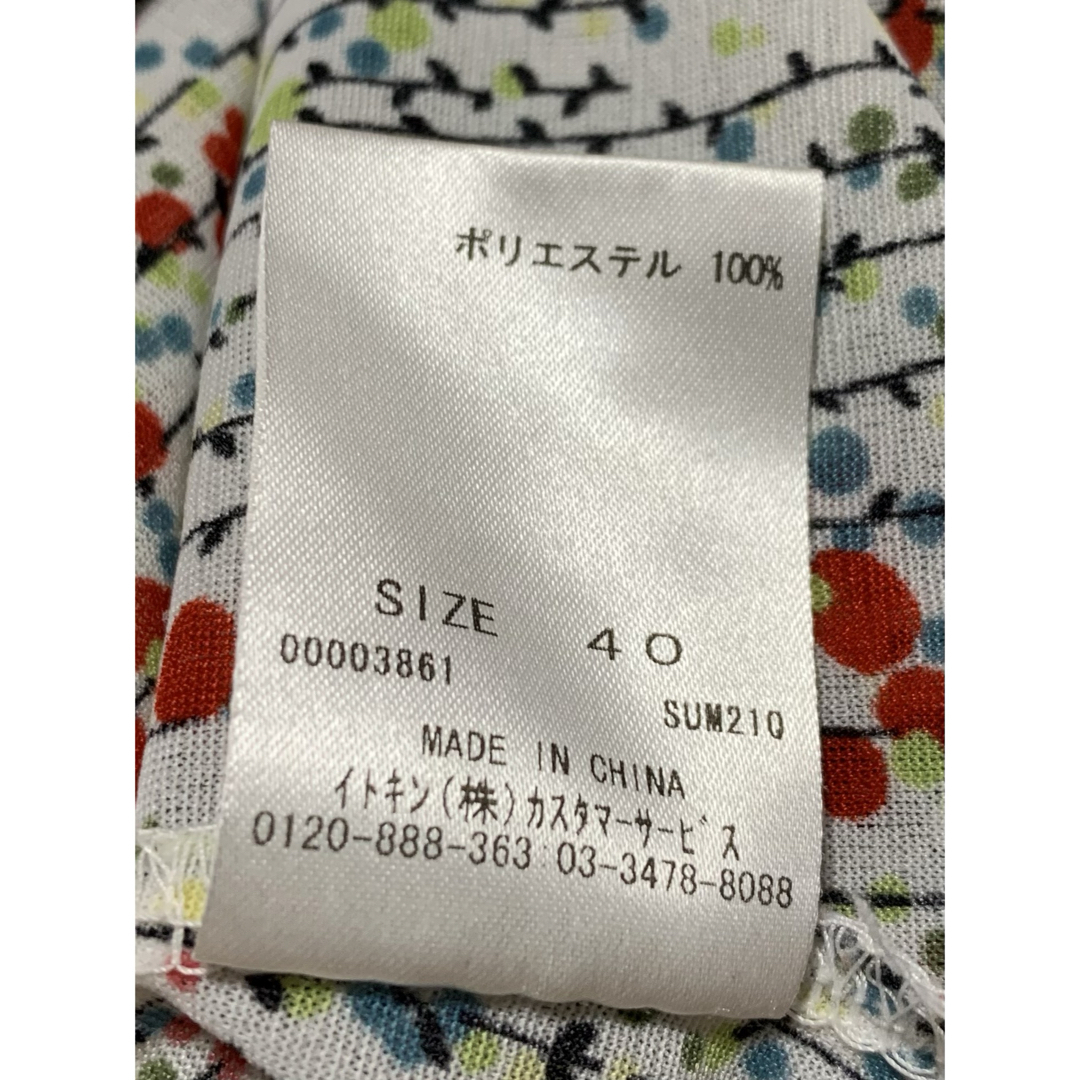 ポリエステル 100%
SIZE 40
00003861
SUM21Q
MADE IN CHINA
イトキン(株)カスタマーサービス
0120-888-363 03-3478-8088